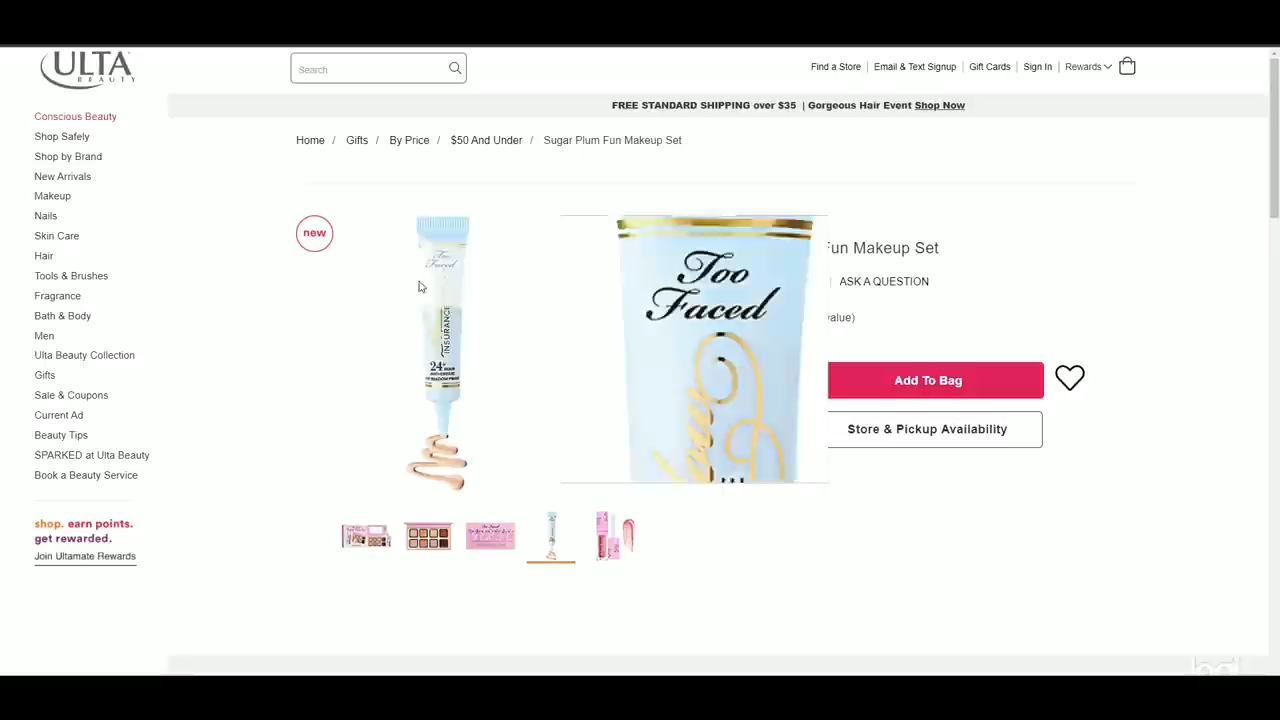 ULTA
BEAUTY
Search
Find a Store
Email & Text Signup
Gift Cards
Sign In
Rewards
FREE STANDARD SHIPPING over $35 | Gorgeous Hair Event Shop Now
Conscious Beauty
Shop Safely
Shop by Brand
New Arrivals
Makeup
Nails
Skin Care
Hair
Tools & Brushes
Fragrance
Bath & Body
Men
Ulta Beauty Collection
Gifts
Sale & Coupons
Current Ad
Beauty Tips
SPARKED at Ulta Beauty
Book a Beauty Service
shop. earn points.
get rewarded.
Join Ultamate Rewards
Home / Gifts / By Price / $50 And Under / Sugar Plum Fun Makeup Set
new
Too
Faced
INSURANCE
24
HOUR
Too
Faced
Fun Makeup Set
ASK A QUESTION
value)
Add To Bag
Store & Pickup Availability